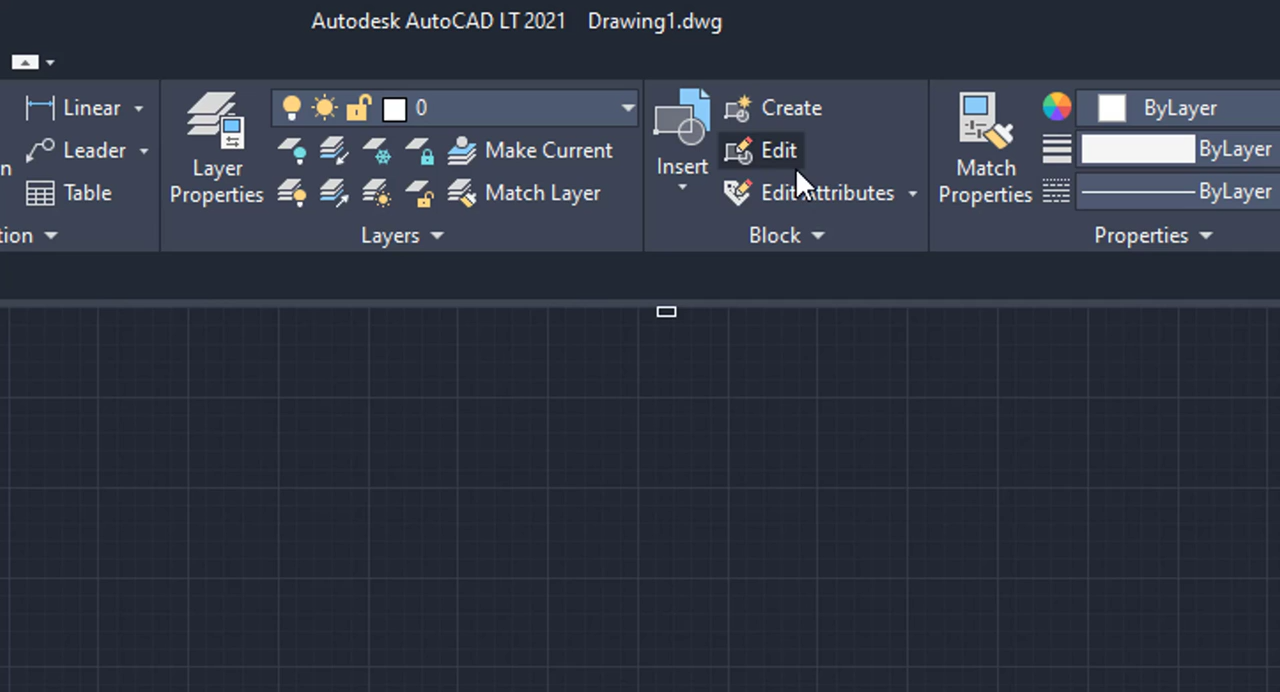 Autodesk AutoCAD LT 2021 Drawing1.dwg
Linear
Leader
Table
tion
n
Layer
Properties
0
Make Current
Match Layer
Layers
Insert
Create
Edit
Edit Attributes
Block
Match
Properties
ByLayer
ByLayer
ByLayer
Properties